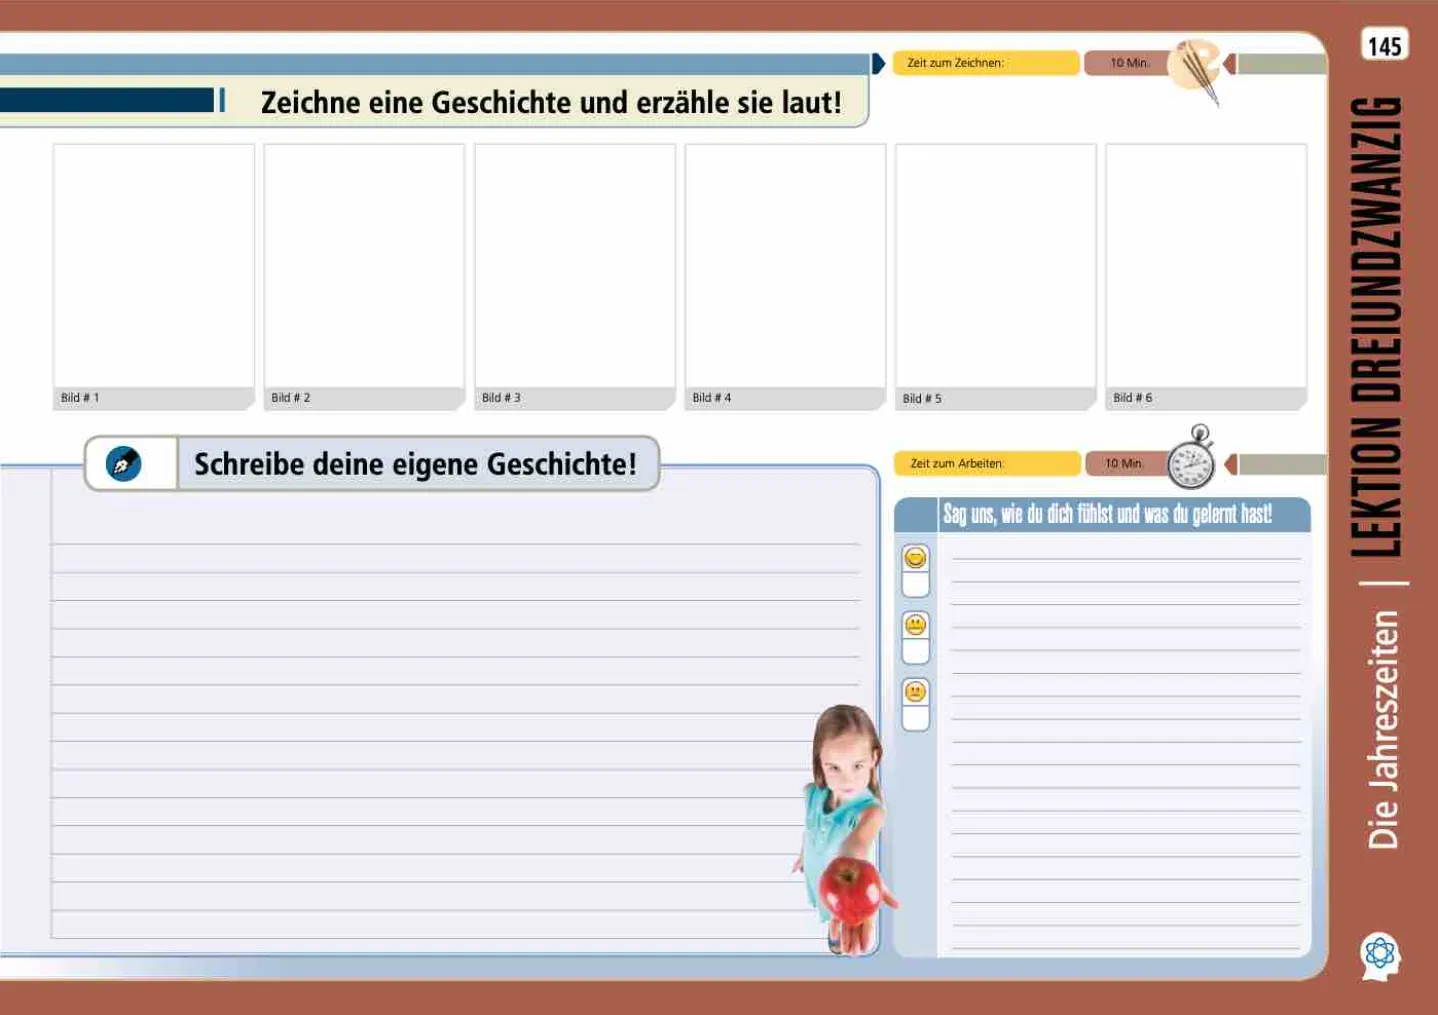 145
Zeit zum Zeichnen:
10 Min.
Zeichne eine Geschichte und erzähle sie laut!
Bild # 1
Bild # 2
Bild # 3
Bild # 4
Bild # 5
Bild # 6
Schreibe deine eigene Geschichte!
Zeit zum Arbeiten:
10 Min.
Sag uns, wie du dich fühlst und was du gelernt hast!
Die Jahreszeiten | LEKTION DREIUNDZWANZIG